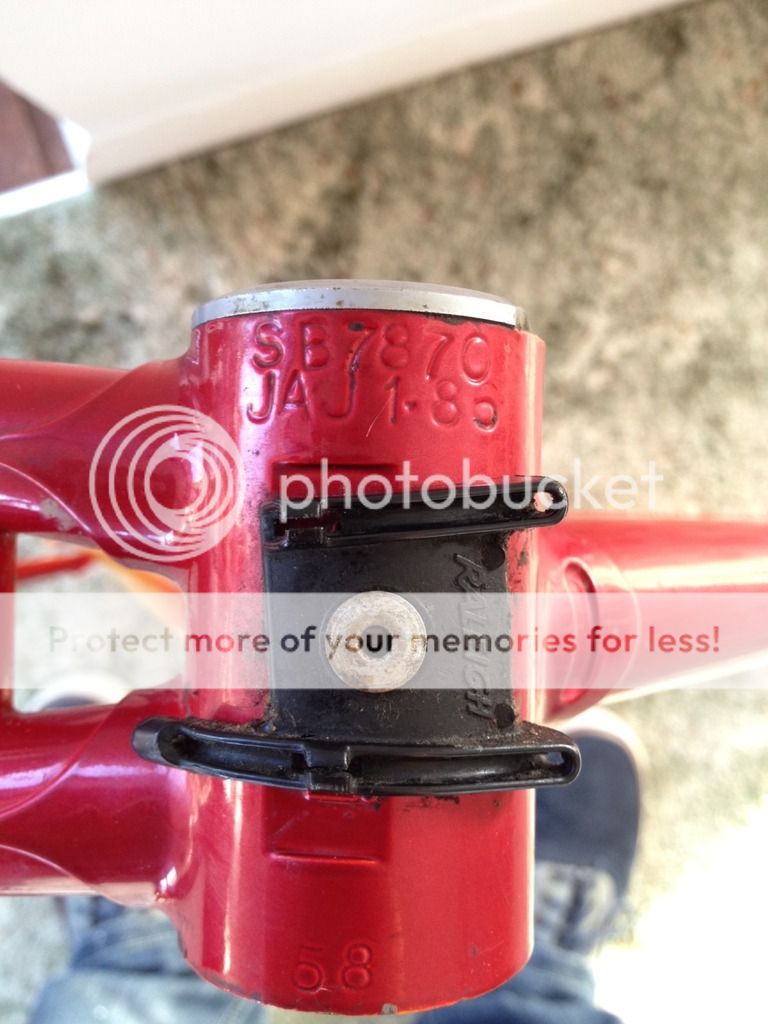 SB7870
JAJ 1-85
photobucket
Protect more of your memories for less!
RALEIGH
58